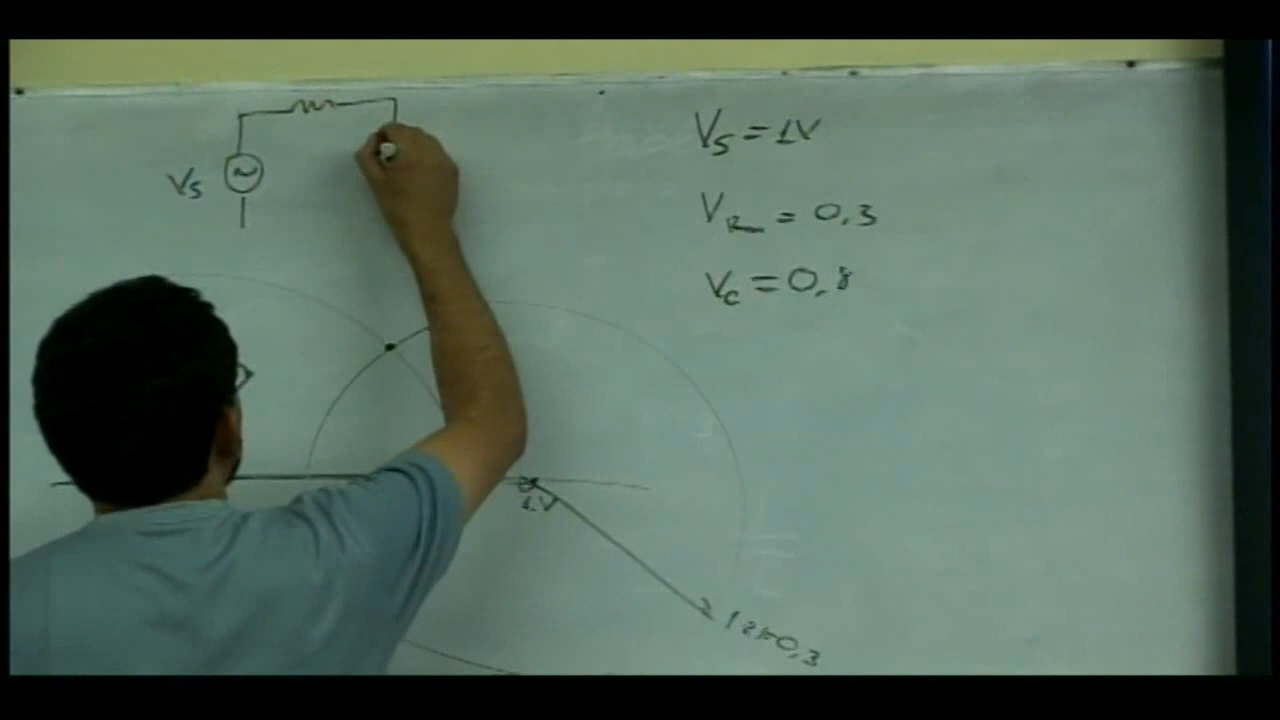 Vs
Vs = 1V
VR = 0,3
Vc = 0,8
1V
|z|=0,3